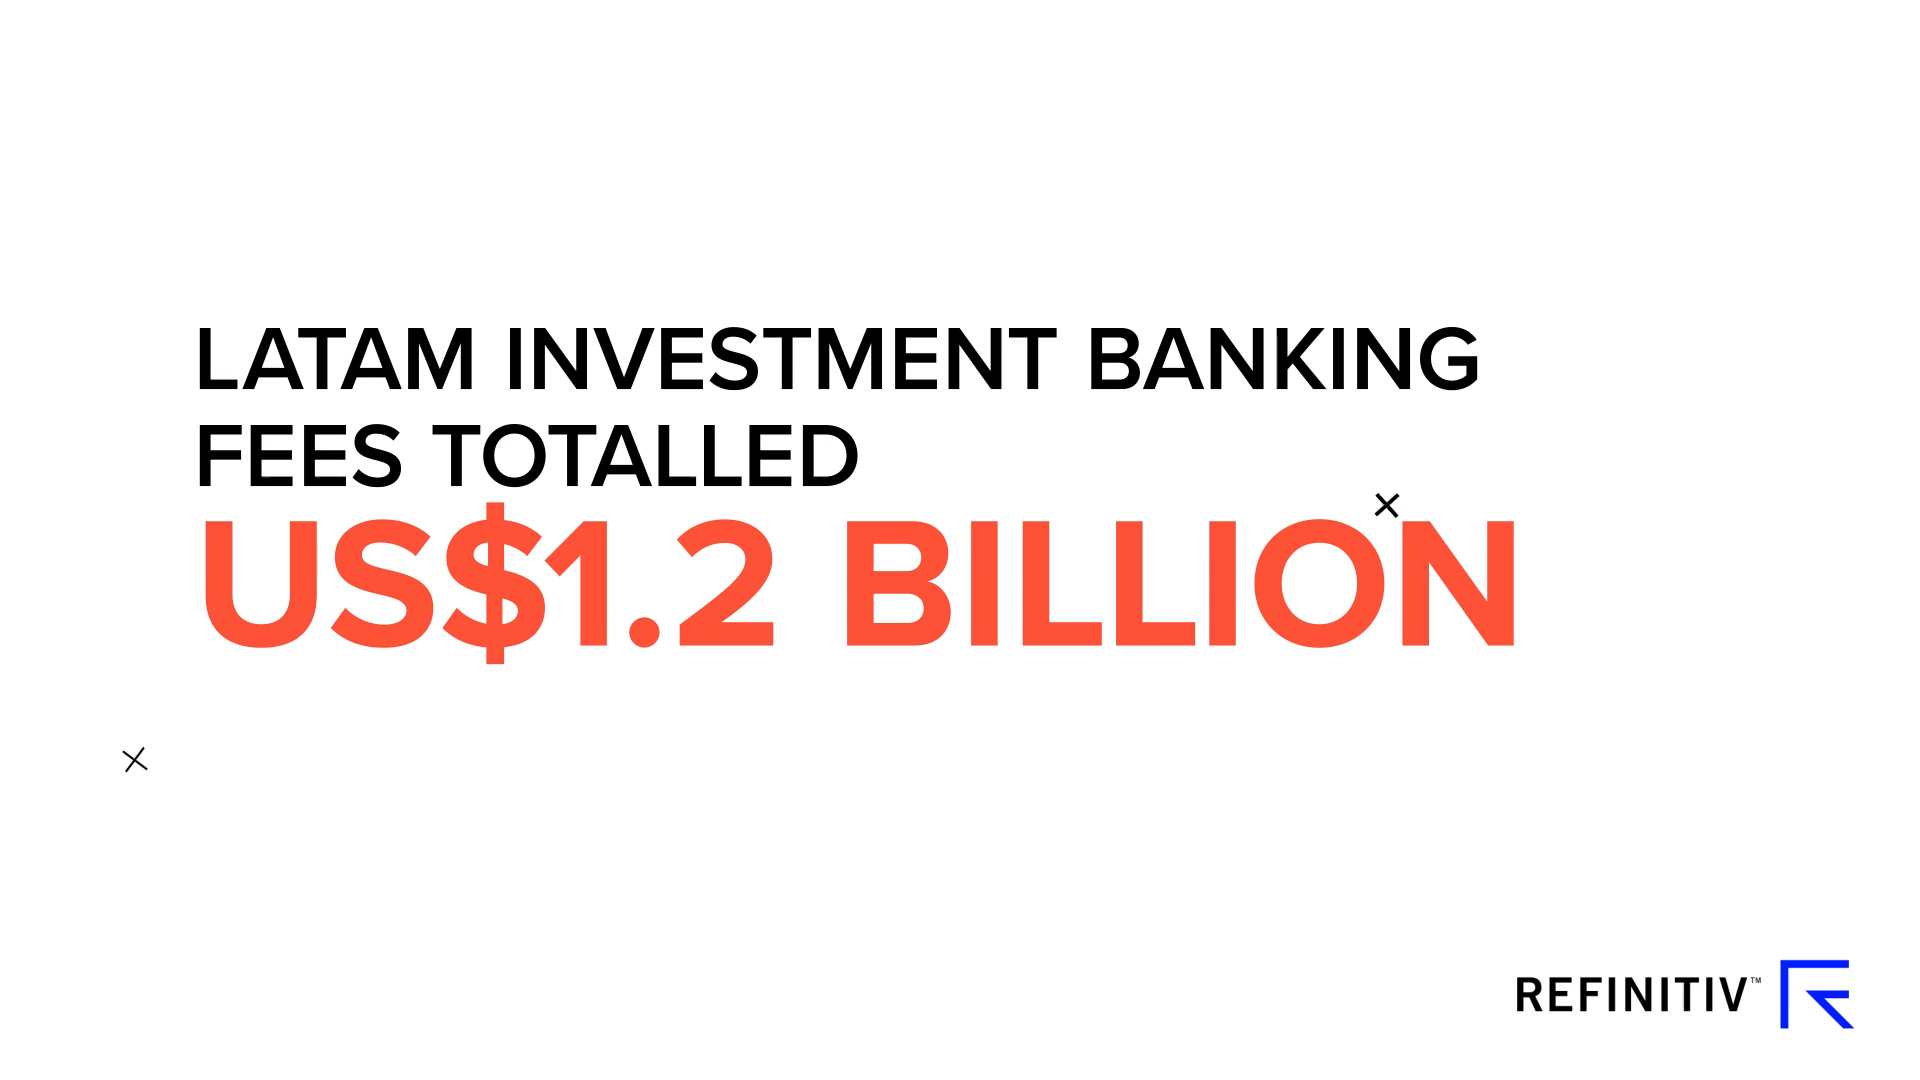 LATAM INVESTMENT BANKING
FEES TOTALLED
US$1.2 BILLION
REFINITIV™